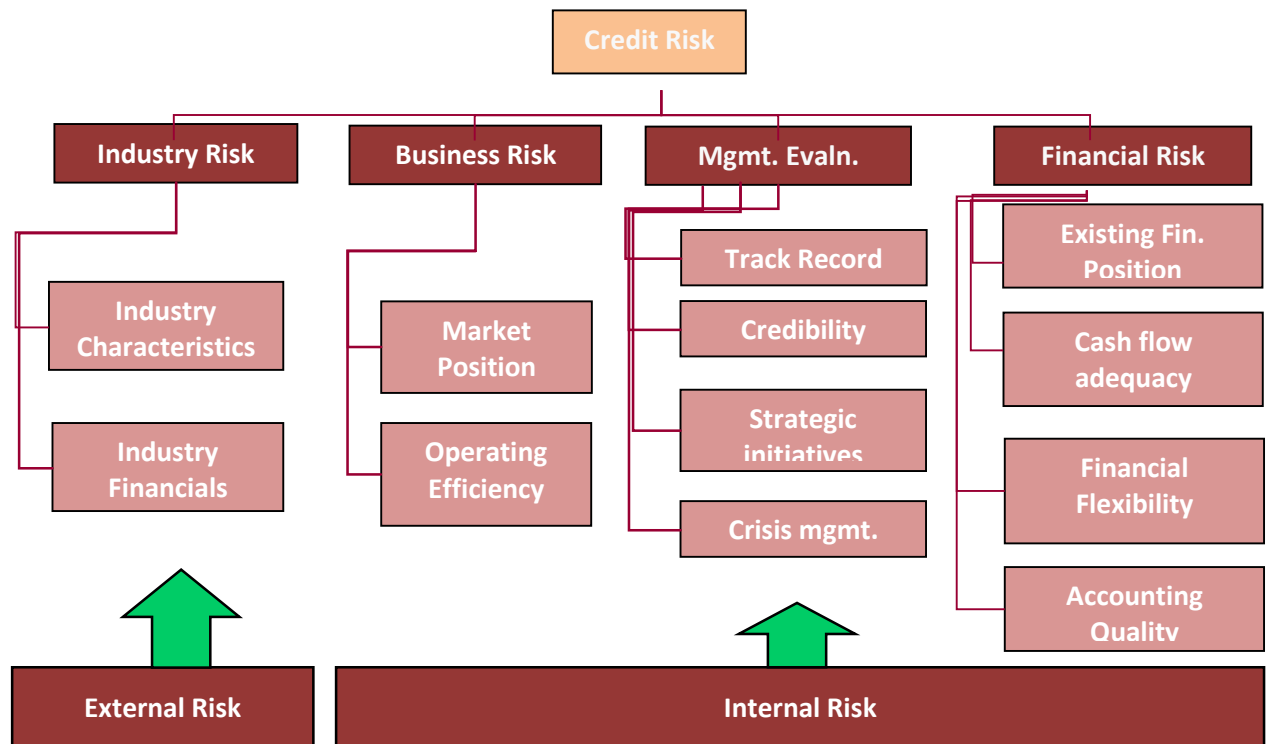 Credit Risk
Industry Risk
Business Risk
Mgmt. Evaln.
Financial Risk
Industry
Characteristics
Industry
Financials
Market
Position
Operating
Efficiency
Track Record
Credibility
Strategic
initiatives
Crisis mgmt.
Existing Fin.
Position
Cash flow
adequacy
Financial
Flexibility
Accounting
Quality
External Risk
Internal Risk